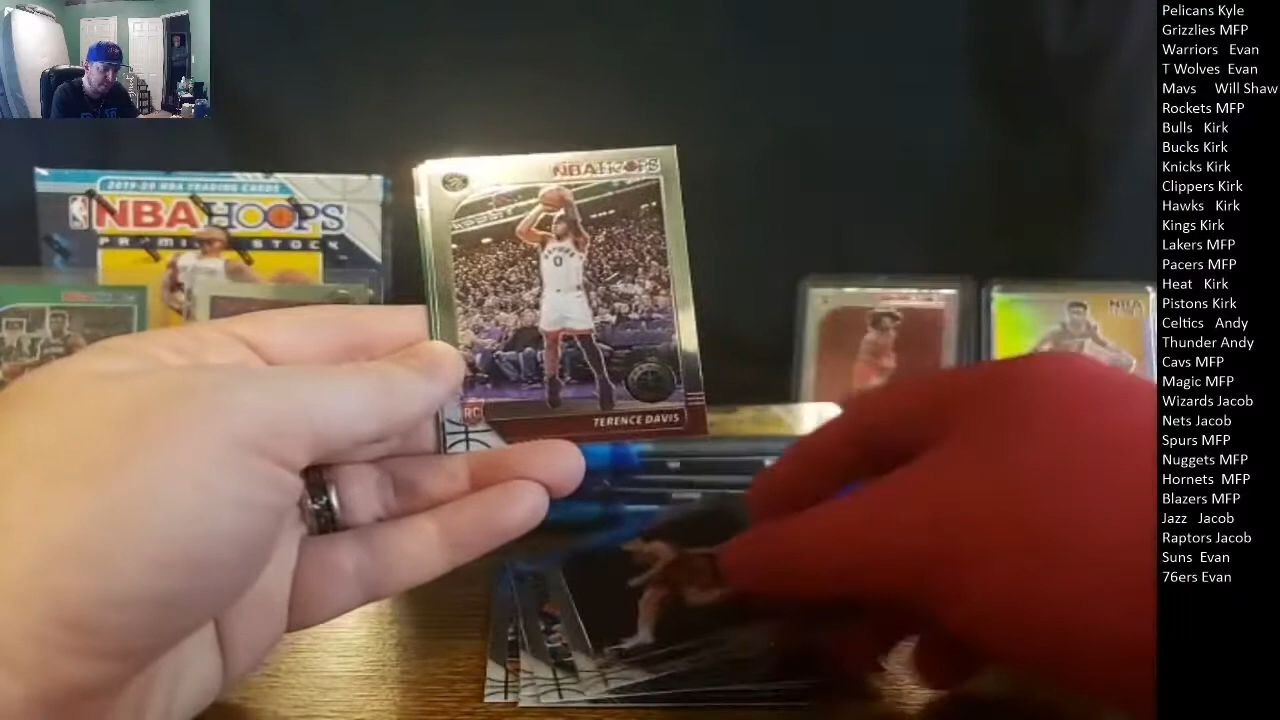 2019-20 NBA TRADING CARDS
NBA HOOPS
PREMIUM STOCK
NBA HOOPS
RAPTORS
0
RC
TERENCE DAVIS
NBA
Pelicans Kyle
Grizzlies MFP
Warriors Evan
T Wolves Evan
Mavs Will Shaw
Rockets MFP
Bulls Kirk
Bucks Kirk
Knicks Kirk
Clippers Kirk
Hawks Kirk
Kings Kirk
Lakers MFP
Pacers MFP
Heat Kirk
Pistons Kirk
Celtics Andy
Thunder Andy
Cavs MFP
Magic MFP
Wizards Jacob
Nets Jacob
Spurs MFP
Nuggets MFP
Hornets MFP
Blazers MFP
Jazz Jacob
Raptors Jacob
Suns Evan
76ers Evan